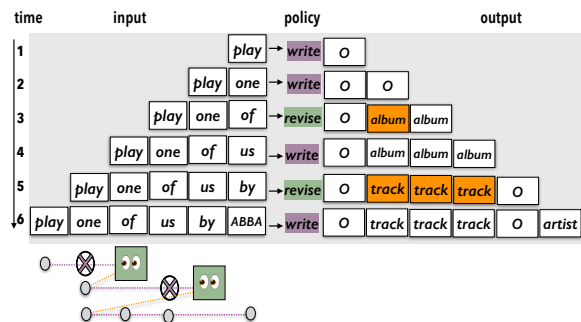 time input policy output
1 play write O
2 play one write O O
3 play one of revise O album album
4 play one of us write O album album album
5 play one of us by revise O track track track O
6 play one of us by ABBA write O track track track O artist